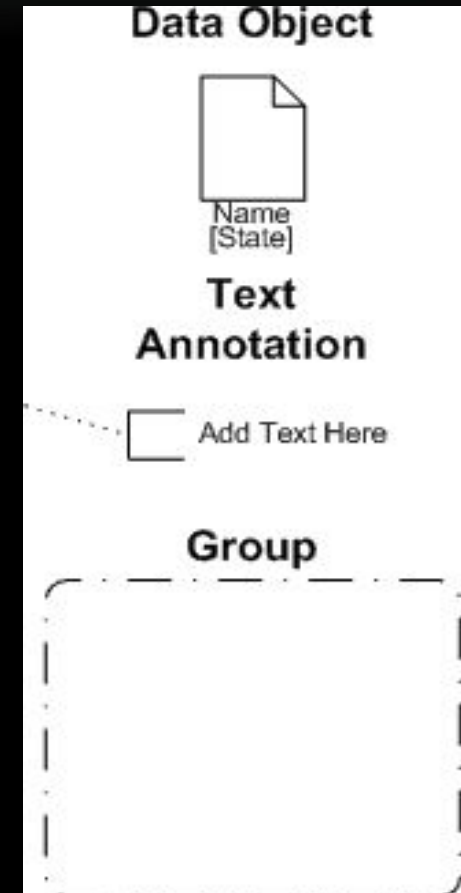 Data Object
Name
[State]
Text
Annotation
Add Text Here
Group